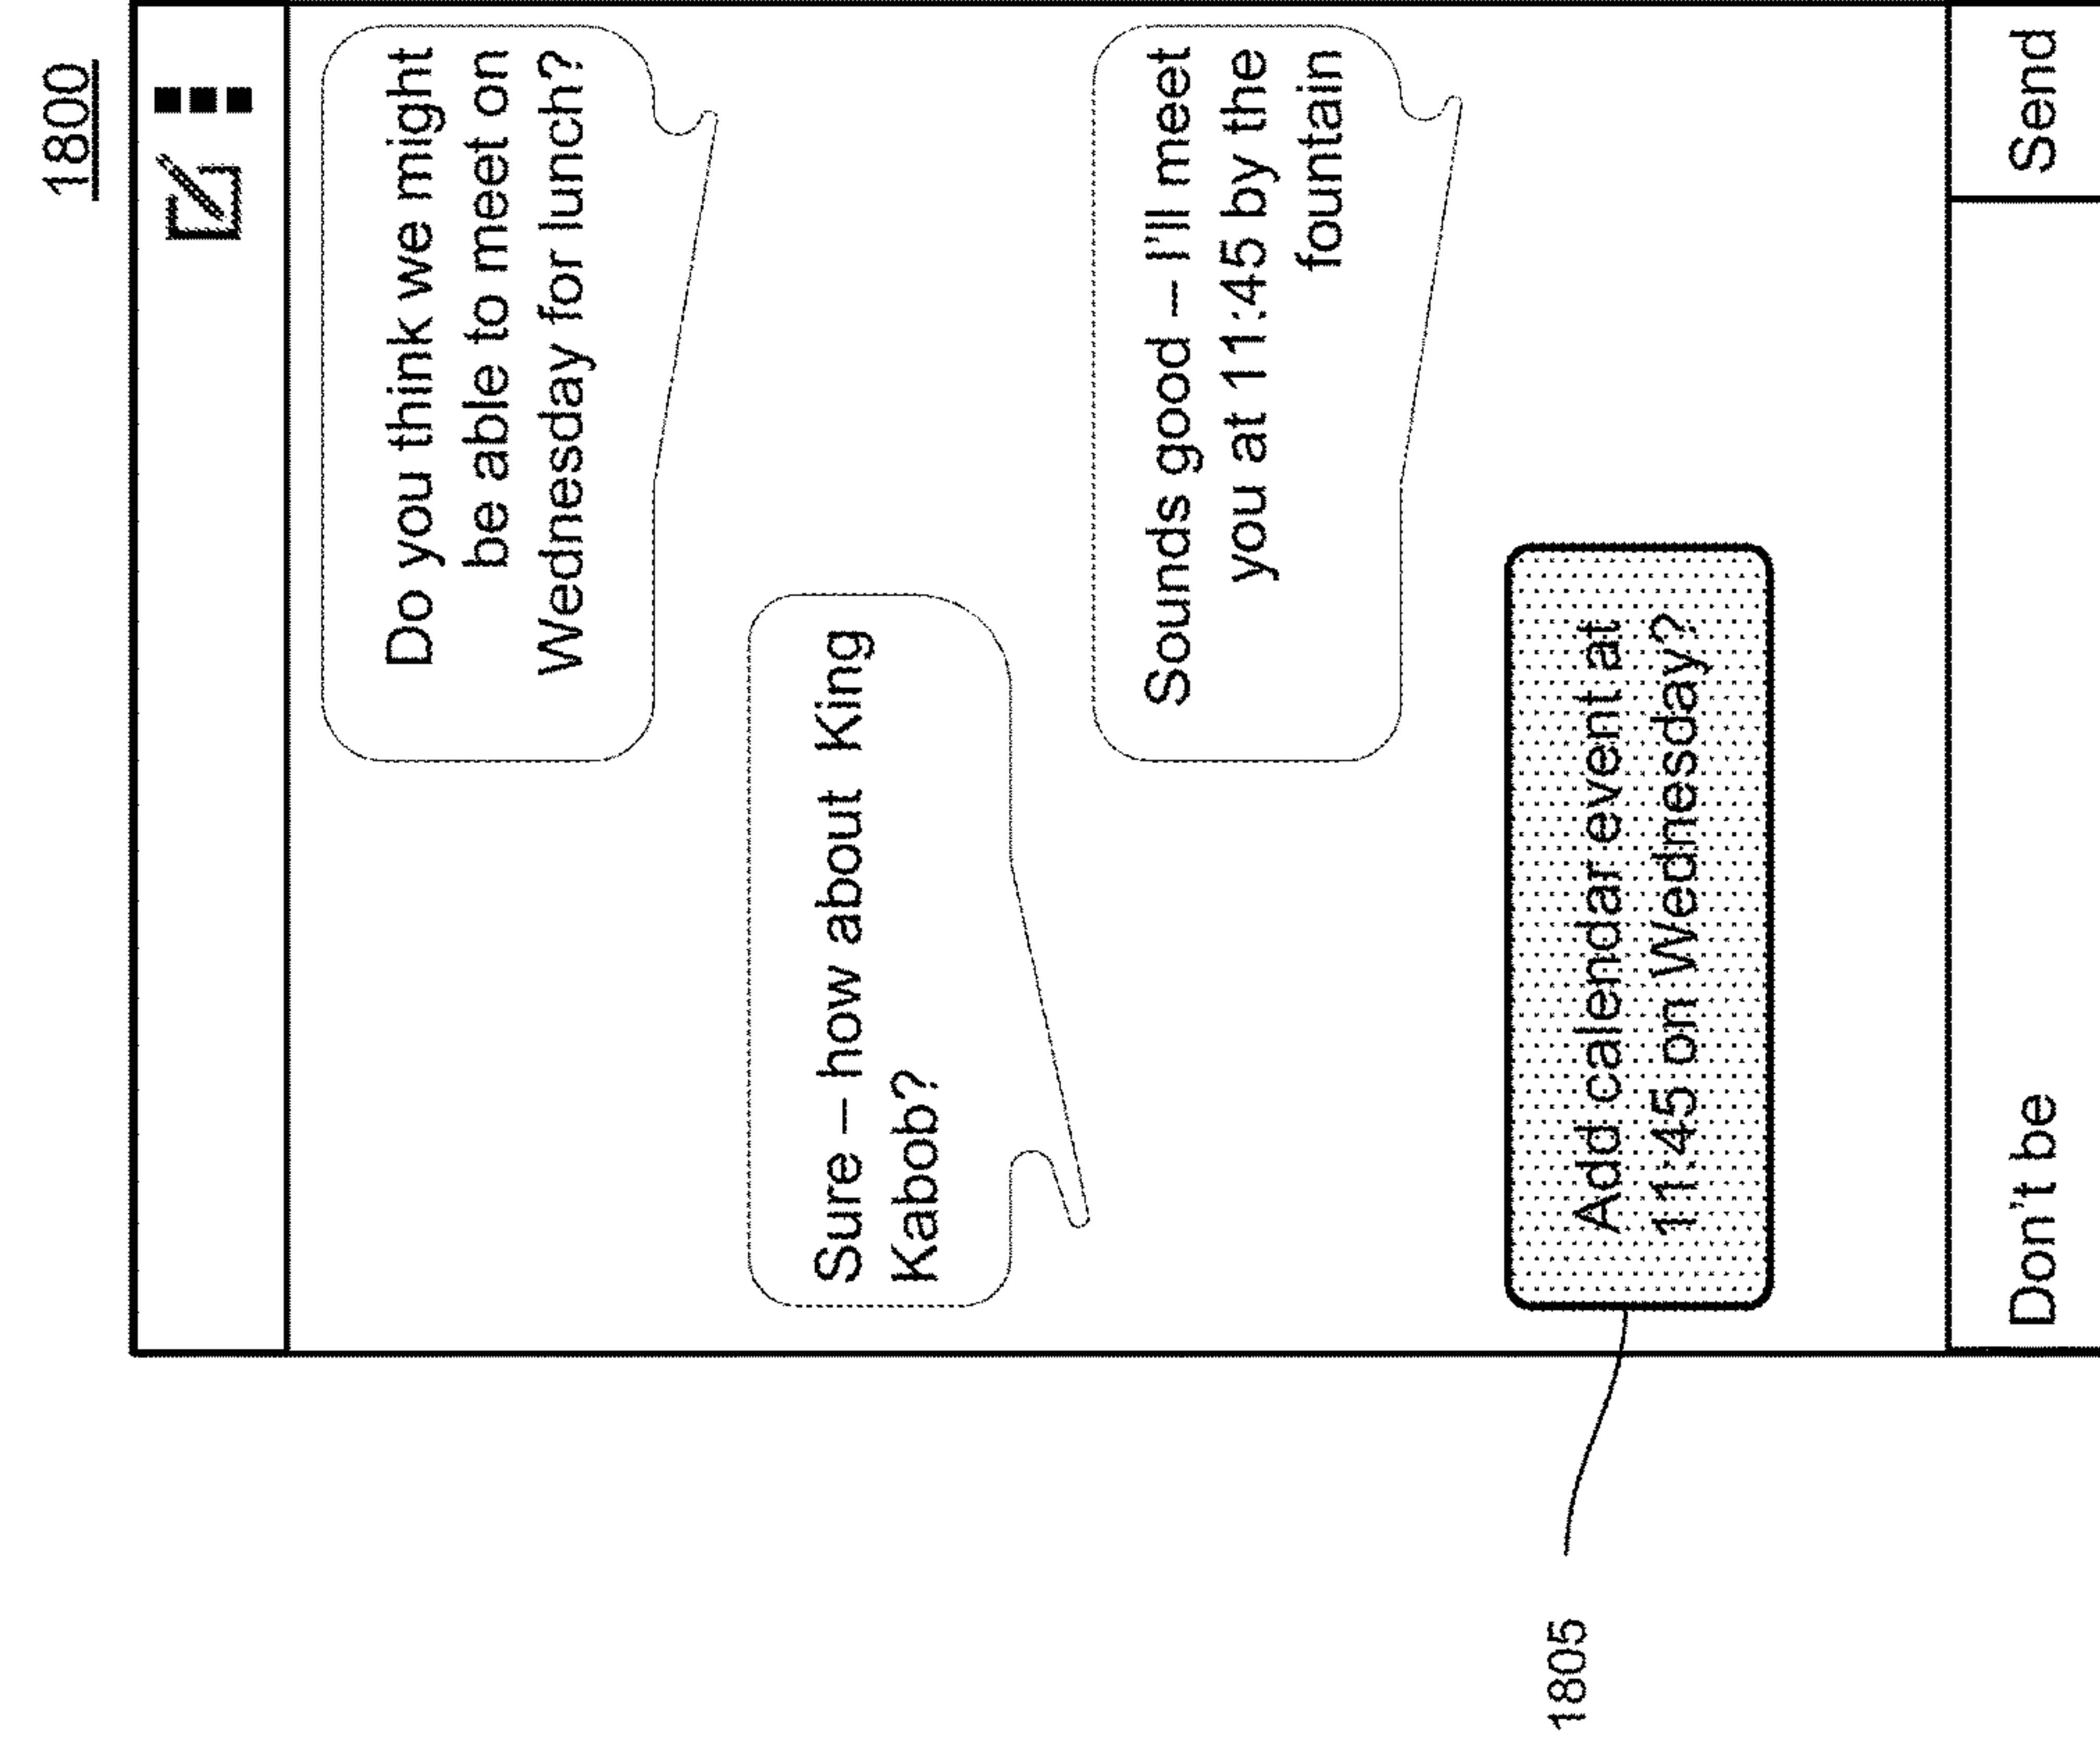 1800
Do you think we might
be able to meet on
Wednesday for lunch?
Sure – how about King
Kabob?
Sounds good – I'll meet
you at 11:45 by the
fountain
Add calendar event at
11:45 on Wednesday?
1805
Don't be
Send